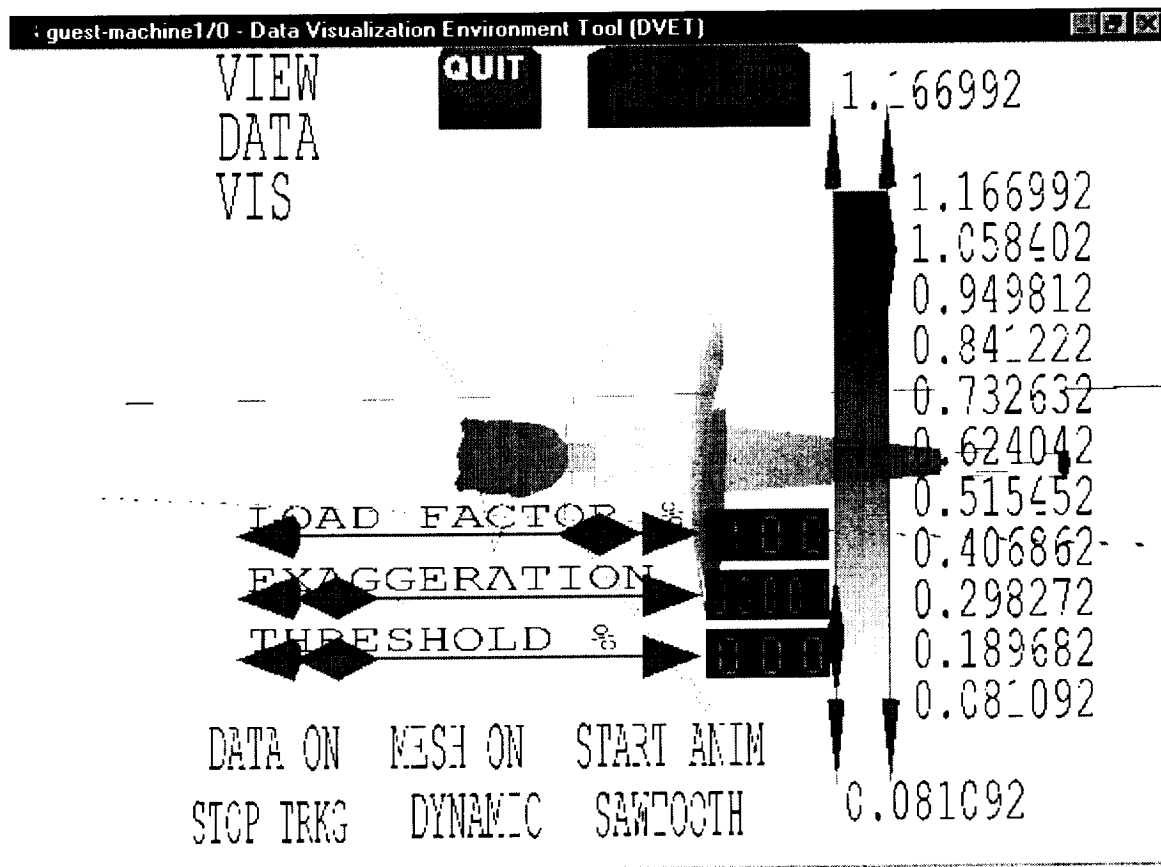 guest-machine1/0 - Data Visualization Environment Tool (DVET)
VIEW
DATA
VIS
QUIT
1.166992
1.166992
1.058402
0.949812
0.841222
0.732632
0.624042
0.515452
0.406862
0.298272
0.189682
0.081092
0.081092
LOAD FACTOR %
EXAGGERATION
THRESHOLD %
DATA ON MESH ON START ANIM
STOP TRKG DYNAMIC SAWTOOTH